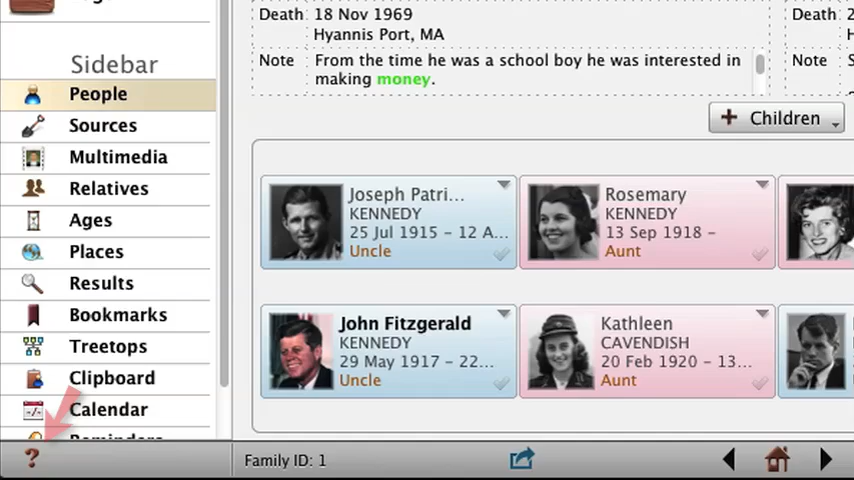 Death 18 Nov 1969
Hyannis Port, MA
Note From the time he was a school boy he was interested in
making money.
Death
Note
Children
Sidebar
People
Sources
Multimedia
Relatives
Ages
Places
Results
Bookmarks
Treetops
Clipboard
Calendar
Reminders
Joseph Patri...
KENNEDY
25 Jul 1915 – 12 A...
Uncle
Rosemary
KENNEDY
13 Sep 1918 –
Aunt
John Fitzgerald
KENNEDY
29 May 1917 – 22...
Uncle
Kathleen
CAVENDISH
20 Feb 1920 – 13...
Aunt
?
Family ID: 1